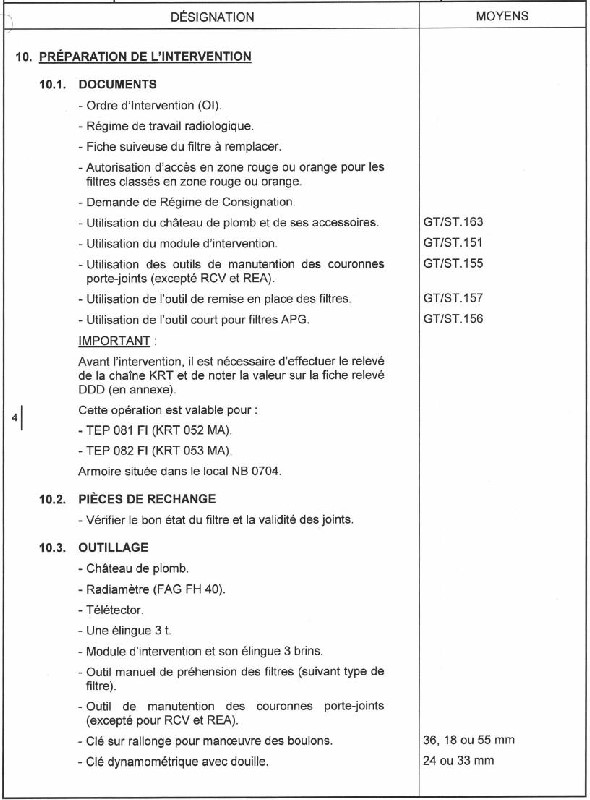 DÉSIGNATION MOYENS
10. PRÉPARATION DE L'INTERVENTION
10.1. DOCUMENTS
- Ordre d'Intervention (OI).
- Régime de travail radiologique.
- Fiche suiveuse du filtre à remplacer.
- Autorisation d'accès en zone rouge ou orange pour les
filtres classés en zone rouge ou orange.
- Demande de Régime de Consignation
- Utilisation du château de plomb et de ses accessoires. GT/ST.163
- Utilisation du module d'intervention. GT/ST.151
- Utilisation des outils de manutention des couronnes GT/ST.155
porte-joints (excepté RCV et REA).
- Utilisation de l'outil de remise en place des filtres. GT/ST.157
- Utilisation de l'outil court pour filtres APG. GT/ST.156
IMPORTANT :
Avant l'intervention, il est nécessaire d'effectuer le relevé
de la chaîne KRT et de noter la valeur sur la fiche relevé
DDD (en annexe).
Cette opération est valable pour :
4
- TEP 081 FI (KRT 052 MA).
- TEP 082 FI (KRT 053 MA).
Armoire située dans le local NB 0704.
10.2. PIÈCES DE RECHANGE
- Vérifier le bon état du filtre et la validité des joints.
10.3. OUTILLAGE
- Château de plomb.
- Radiamètre (FAG FH 40).
- Télétector.
- Une élingue 3 t.
- Module d'intervention et son élingue 3 brins.
- Outil manuel de préhension des filtres (suivant type de
filtre).
- Outil de manutention des couronnes porte-joints
(excepté pour RCV et REA).
- Clé sur rallonge pour manœuvre des boulons. 36, 18 ou 55 mm
- Clé dynamométrique avec douille. 24 ou 33 mm